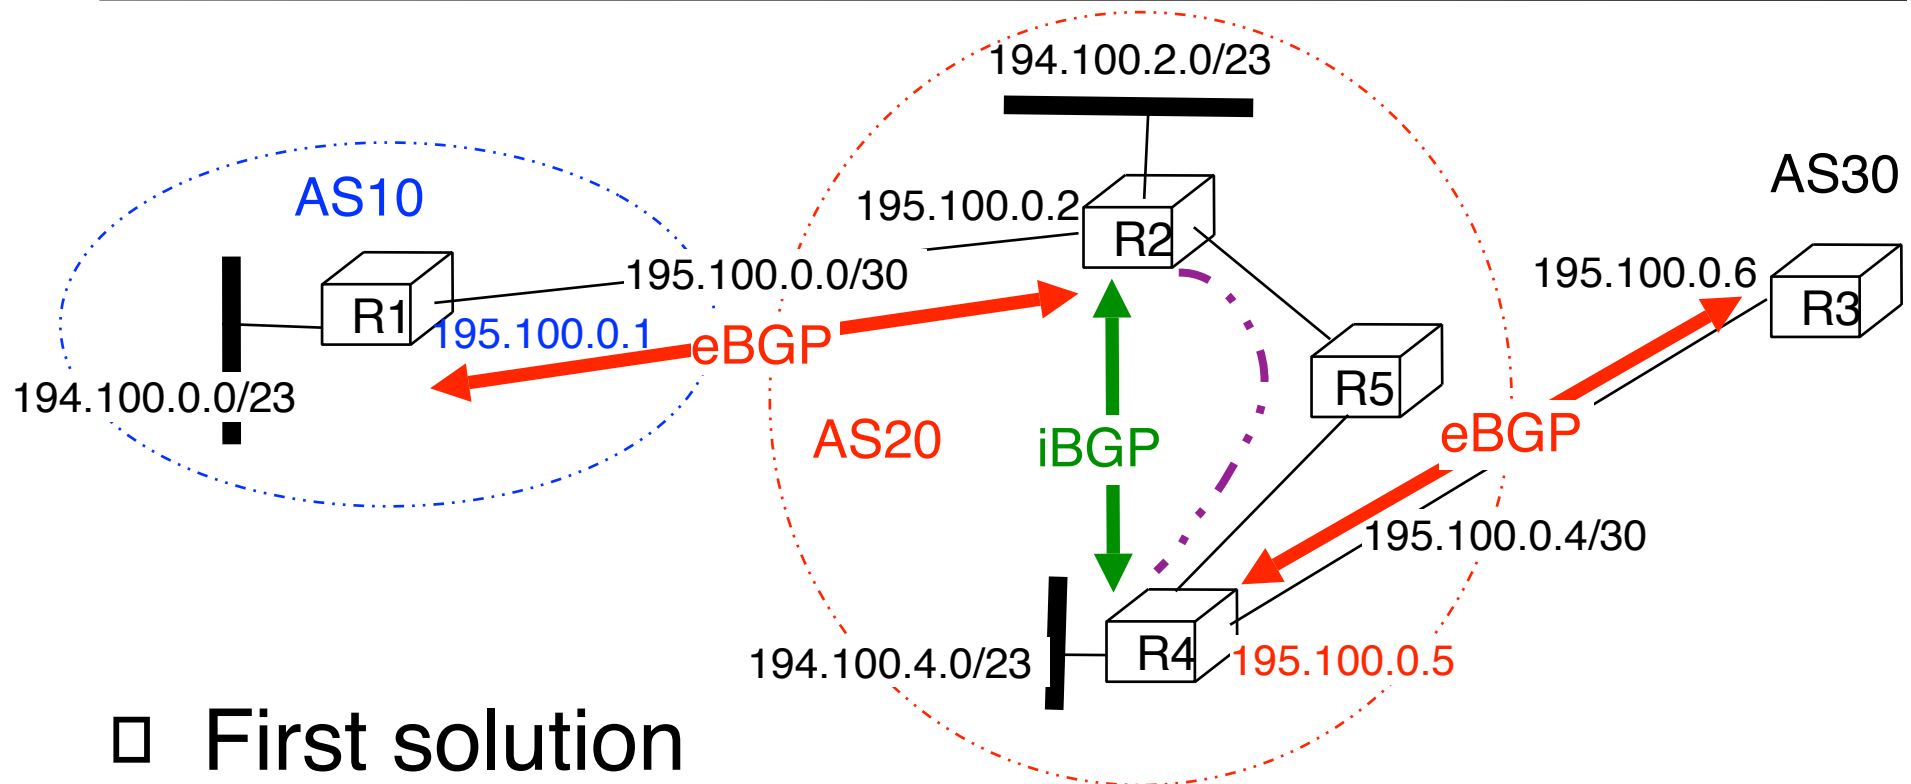 194.100.2.0/23
AS30
AS10
195.100.0.2
R2
195.100.0.0/30
195.100.0.6
R1
195.100.0.1
eBGP
R3
R5
194.100.0.0/23
AS20
iBGP
eBGP
195.100.0.4/30
194.100.4.0/23
R4
195.100.0.5
First solution